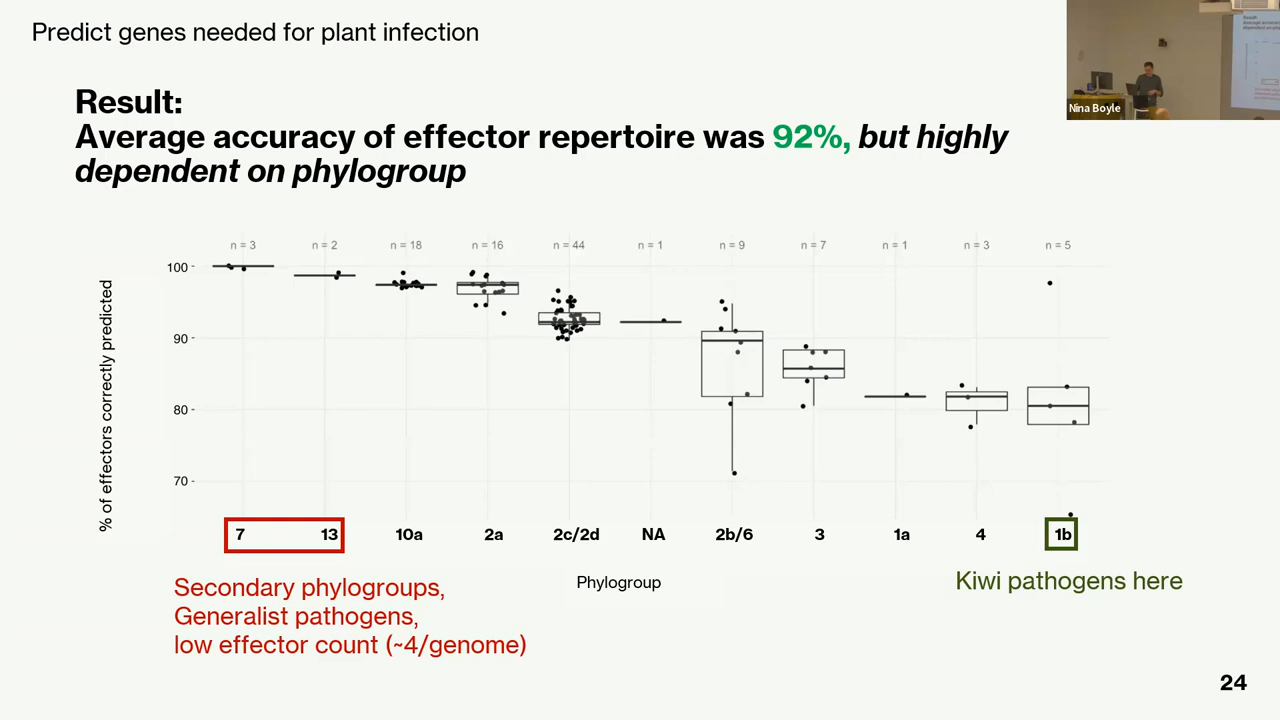 Predict genes needed for plant infection
Nina Boyle
Result:
Average accuracy of effector repertoire was 92%, but highly
dependent on phylogroup
n = 3 n = 2 n = 18 n = 16 n = 44 n = 1 n = 9 n = 7 n = 1 n = 3 n = 5
% of effectors correctly predicted
100
90
80
70
7 13 10a 2a 2c/2d NA 2b/6 3 1a 4 1b
Phylogroup
Kiwi pathogens here
Secondary phylogroups,
Generalist pathogens,
low effector count (~4/genome)
24